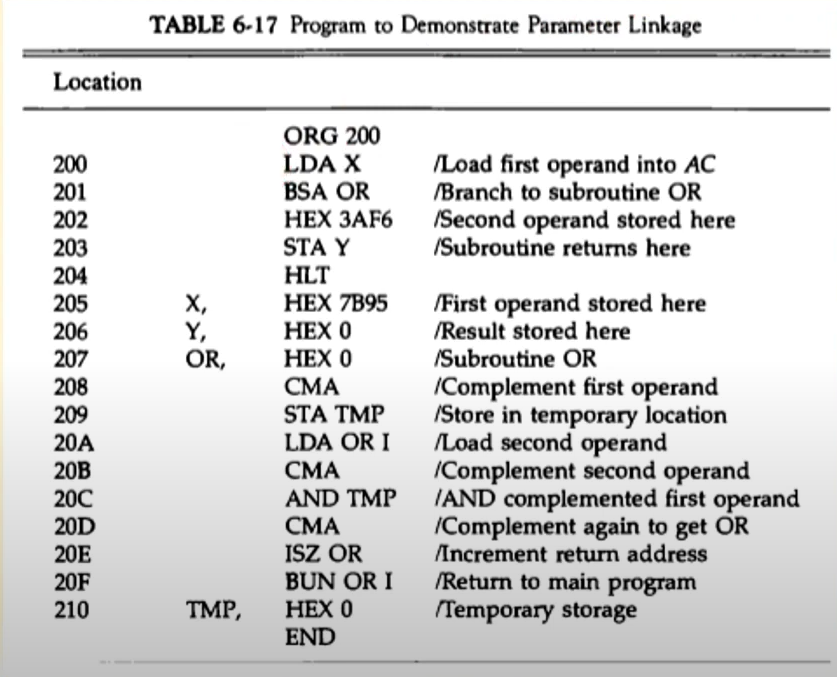 TABLE 6-17 Program to Demonstrate Parameter Linkage
Location
ORG 200
200 LDA X /Load first operand into AC
201 BSA OR /Branch to subroutine OR
202 HEX 3AF6 /Second operand stored here
203 STA Y /Subroutine returns here
204 HLT
205 X, HEX 7B95 /First operand stored here
206 Y, HEX 0 /Result stored here
207 OR, HEX 0 /Subroutine OR
208 CMA /Complement first operand
209 STA TMP /Store in temporary location
20A LDA OR I /Load second operand
20B CMA /Complement second operand
20C AND TMP /AND complemented first operand
20D CMA /Complement again to get OR
20E ISZ OR /Increment return address
20F BUN OR I /Return to main program
210 TMP, HEX 0 /Temporary storage
END